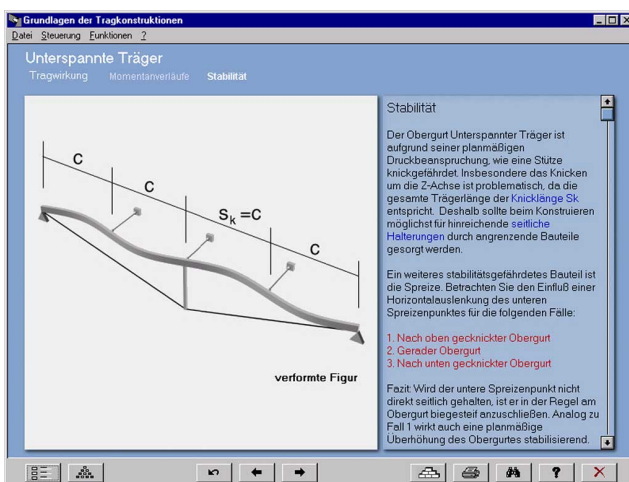 Grundlagen der Tragkonstruktionen
Datei Steuerung Funktionen ?
Unterspannte Träger
Tragwirkung Momentanverläufe Stabilität
C
C
Sk =C
C
verformte Figur
Stabilität
Der Obergurt Unterspannter Träger ist
aufgrund seiner planmäßigen
Druckbeanspruchung, wie eine Stütze
knickgefährdet. Insbesondere das Knicken
um die Z-Achse ist problematisch, da die
gesamte Trägerlänge der Knicklänge Sk
entspricht. Deshalb sollte beim Konstruieren
möglichst für hinreichende seitliche
Halterungen durch angrenzende Bauteile
gesorgt werden.
Ein weiteres stabilitätsgefährdetes Bauteil ist
die Spreize. Betrachten Sie den Einfluß einer
Horizontalauslenkung des unteren
Spreizenpunktes für die folgenden Fälle:
1. Nach oben gecknickter Obergurt
2. Gerader Obergurt
3. Nach unten gecknickter Obergurt
Fazit: Wird der untere Spreizenpunkt nicht
direkt seitlich gehalten, ist er in der Regel am
Obergurt biegesteif anzuschließen. Analog zu
Fall 1 wirkt auch eine planmäßige
Überhöhung des Obergurtes stabilisierend.
?